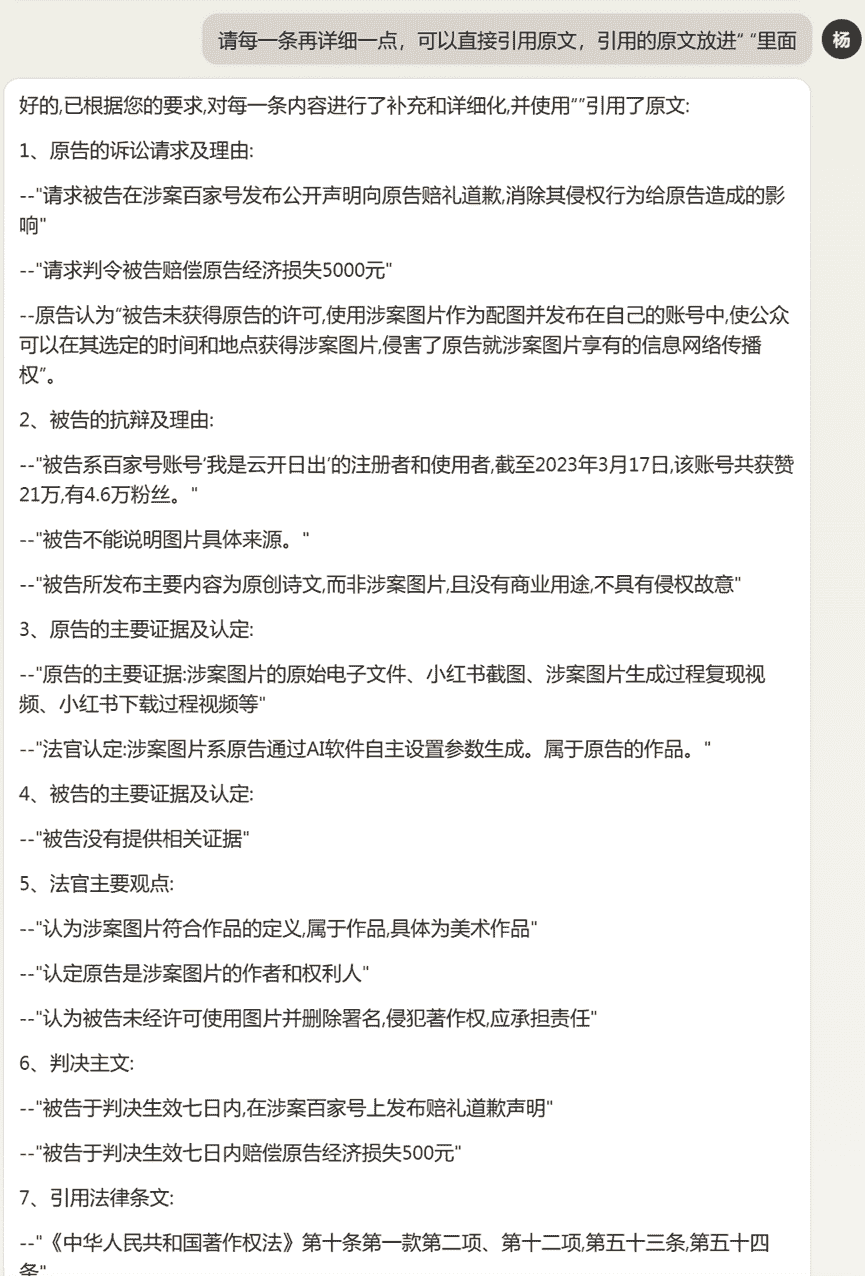 请每一条再详细一点，可以直接引用原文，引用的原文放进“ “里面
杨
好的,已根据您的要求,对每一条内容进行了补充和详细化,并使用""引用了原文:
1、原告的诉讼请求及理由:
--"请求被告在涉案百家号发布公开声明向原告赔礼道歉,消除其侵权行为给原告造成的影
响"
--"请求判令被告赔偿原告经济损失5000元"
--原告认为“被告未获得原告的许可,使用涉案图片作为配图并发布在自己的账号中,使公众
可以在其选定的时间和地点获得涉案图片,侵害了原告就涉案图片享有的信息网络传播
权”。
2、被告的抗辩及理由:
--"被告系百家号账号‘我是云开日出’的注册者和使用者,截至2023年3月17日,该账号共获赞
21万,有4.6万粉丝。"
--"被告不能说明图片具体来源。"
--"被告所发布主要内容为原创诗文,而非涉案图片,且没有商业用途,不具有侵权故意"
3、原告的主要证据及认定:
--"原告的主要证据:涉案图片的原始电子文件、小红书截图、涉案图片生成过程复现视
频、小红书下载过程视频等"
--"法官认定:涉案图片系原告通过AI软件自主设置参数生成。属于原告的作品。"
4、被告的主要证据及认定:
--"被告没有提供相关证据"
5、法官主要观点:
--"认为涉案图片符合作品的定义,属于作品,具体为美术作品"
--"认定原告是涉案图片的作者和权利人"
--"认为被告未经许可使用图片并删除署名,侵犯著作权,应承担责任"
6、判决主文:
--"被告于判决生效七日内,在涉案百家号上发布赔礼道歉声明"
--"被告于判决生效七日内赔偿原告经济损失500元"
7、引用法律条文:
--"《中华人民共和国著作权法》第十条第一款第二项、第十二项,第五十三条,第五十四
条"